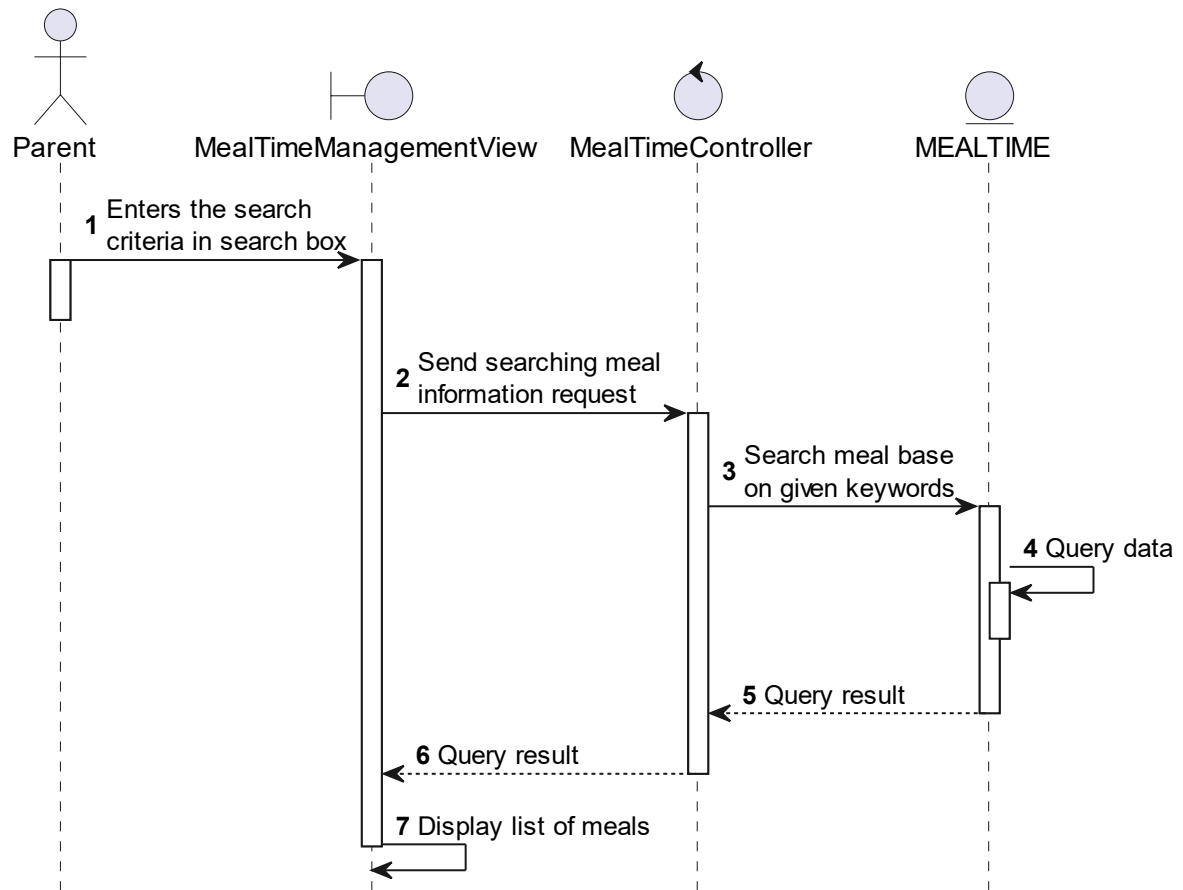 Parent
MealTimeManagementView
MealTimeController
MEALTIME
1 Enters the search
criteria in search box
2 Send searching meal
information request
3 Search meal base
on given keywords
4 Query data
5 Query result
6 Query result
7 Display list of meals